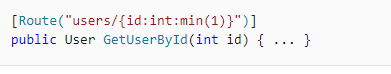 [Route("users/{id:int:min(1)}")]
public User GetUserById(int id) { ... }